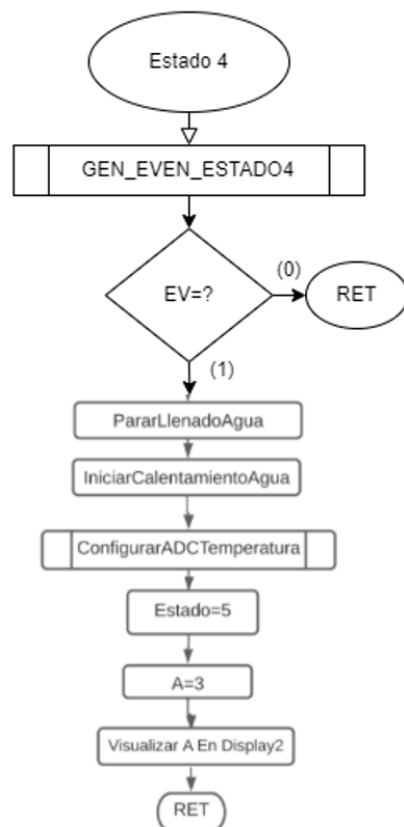 Estado 4
GEN_EVEN_ESTADO4
EV=?
(0)
RET
(1)
PararLlenadoAgua
IniciarCalentamientoAgua
ConfigurarADCTemperatura
Estado=5
A=3
Visualizar A En Display2
RET